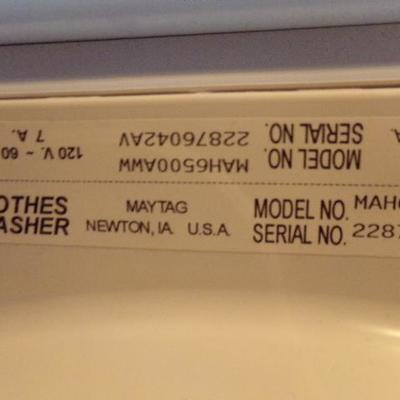 SERIAL NO. 22876042AV
7 A.
MODEL NO. MAH6500AWW
120 V. ~ 60
OTHES
ASHER
MAYTAG
NEWTON, IA. U.S.A.
MODEL NO. MAH6
SERIAL NO. 2287